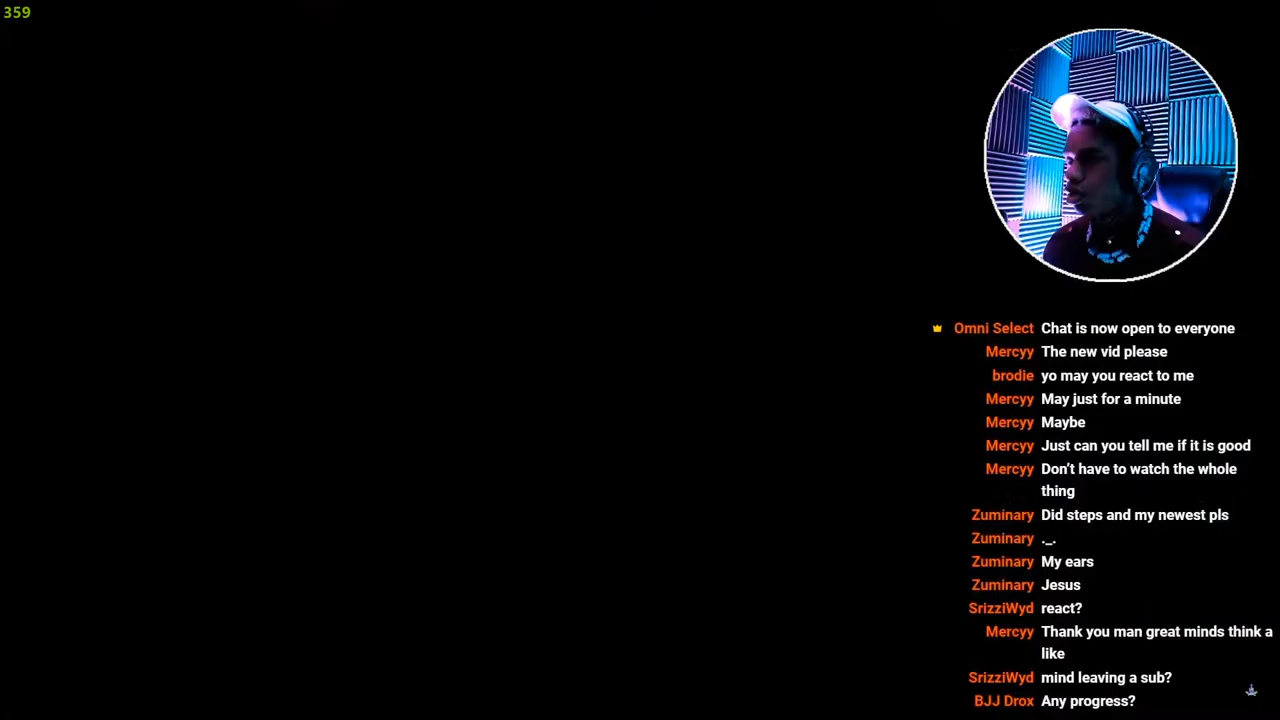 359
Omni Select Chat is now open to everyone
Mercyy The new vid please
brodie yo may you react to me
Mercyy May just for a minute
Mercyy Maybe
Mercyy Just can you tell me if it is good
Mercyy Don’t have to watch the whole
thing
Zuminary Did steps and my newest pls
Zuminary ._.
Zuminary My ears
Zuminary Jesus
SrizziWyd react?
Mercyy Thank you man great minds think a
like
SrizziWyd mind leaving a sub?
BJJ Drox Any progress?